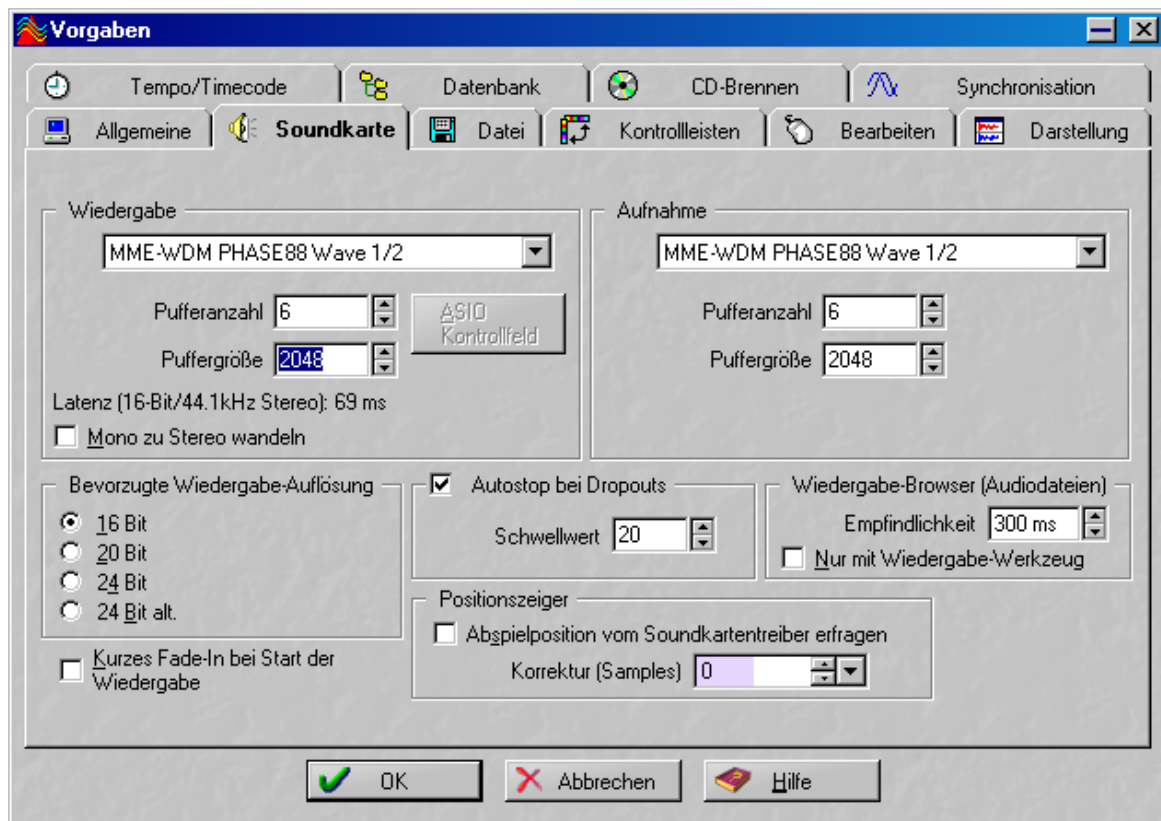 Vorgaben
Tempo/Timecode
Datenbank
CD-Brennen
Synchronisation
Allgemeine
Soundkarte
Datei
Kontrolleisten
Bearbeiten
Darstellung
Wiedergabe
MME-WDM PHASE88 Wave 1/2
Pufferanzahl 6
ASIO
Kontrollfeld
Puffergröße 2048
Latenz (16-Bit/44.1kHz Stereo): 69 ms
Mono zu Stereo wandeln
Aufnahme
MME-WDM PHASE88 Wave 1/2
Pufferanzahl 6
Puffergröße 2048
Bevorzugte Wiedergabe-Auflösung
16 Bit
20 Bit
24 Bit
24 Bit alt.
Autostop bei Dropouts
Schwellwert 20
Wiedergabe-Browser (Audiodateien)
Empfindlichkeit 300 ms
Nur mit Wiedergabe-Werkzeug
Positionszeiger
Abspielposition vom Soundkartentreiber erfragen
Korrektur (Samples) 0
Kurzes Fade-In bei Start der
Wiedergabe
OK
Abbrechen
Hilfe